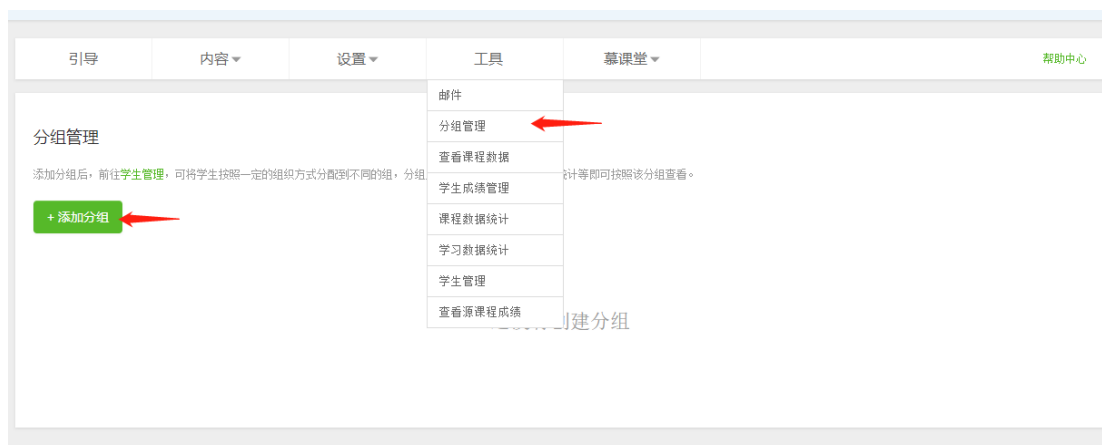 引导 内容 设置 工具 慕课堂 帮助中心
邮件
分组管理
查看课程数据
学生成绩管理
课程数据统计
学习数据统计
学生管理
查看源课程成绩
分组管理
添加分组后，前往学生管理，可将学生按照一定的组织方式分配到不同的组，分组 计等即可按照该分组查看。
+ 添加分组
创建分组